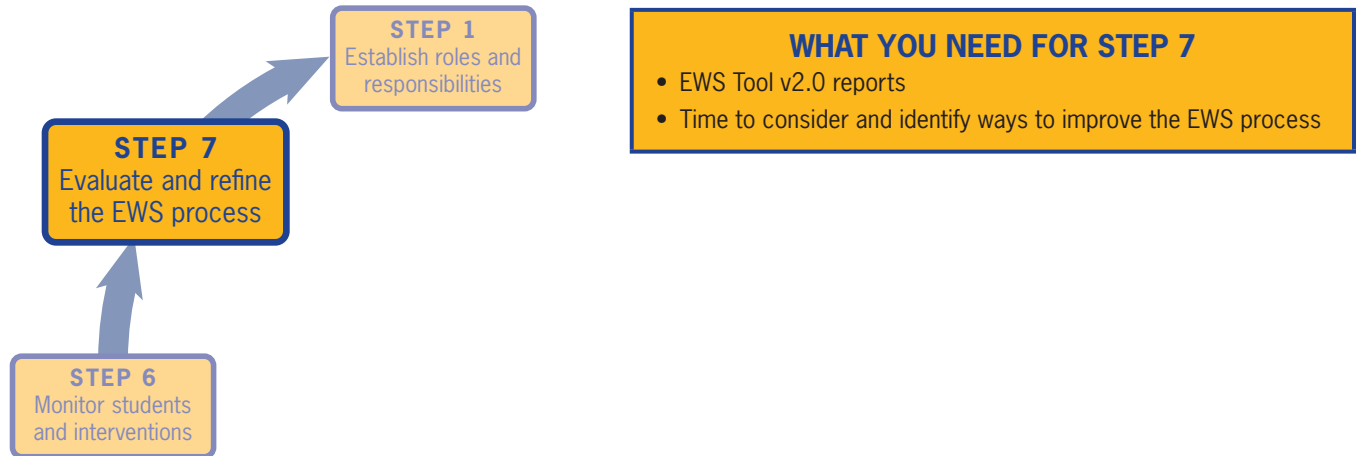 STEP 1
Establish roles and
responsibilities
STEP 7
Evaluate and refine
the EWS process
STEP 6
Monitor students
and interventions
WHAT YOU NEED FOR STEP 7
• EWS Tool v2.0 reports
• Time to consider and identify ways to improve the EWS process